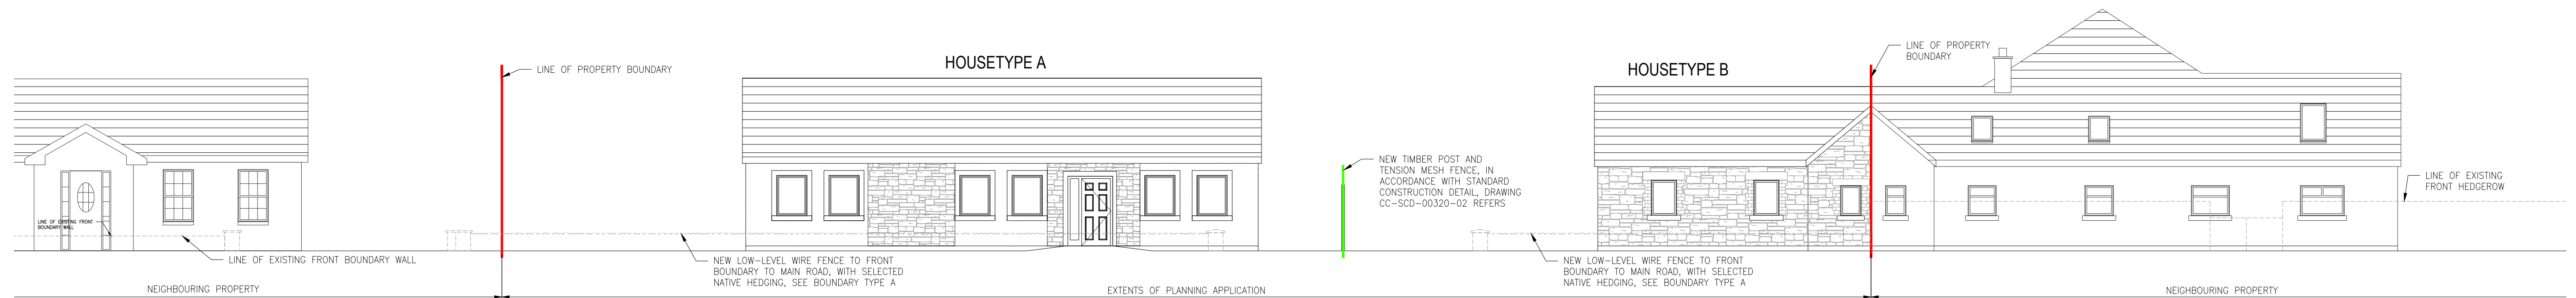 HOUSETYPE A
HOUSETYPE B
LINE OF PROPERTY BOUNDARY
LINE OF PROPERTY
BOUNDARY
NEW TIMBER POST AND
TENSION MESH FENCE, IN
ACCORDANCE WITH STANDARD
CONSTRUCTION DETAIL, DRAWING
CC-SCD-00320-02 REFERS
LINE OF EXISTING
FRONT HEDGEROW
LINE OF EXISTING FRONT
BOUNDARY WALL
LINE OF EXISTING FRONT BOUNDARY WALL
NEW LOW-LEVEL WIRE FENCE TO FRONT
BOUNDARY TO MAIN ROAD, WITH SELECTED
NATIVE HEDGING, SEE BOUNDARY TYPE A
NEW LOW-LEVEL WIRE FENCE TO FRONT
BOUNDARY TO MAIN ROAD, WITH SELECTED
NATIVE HEDGING, SEE BOUNDARY TYPE A
NEIGHBOURING PROPERTY
EXTENTS OF PLANNING APPLICATION
NEIGHBOURING PROPERTY